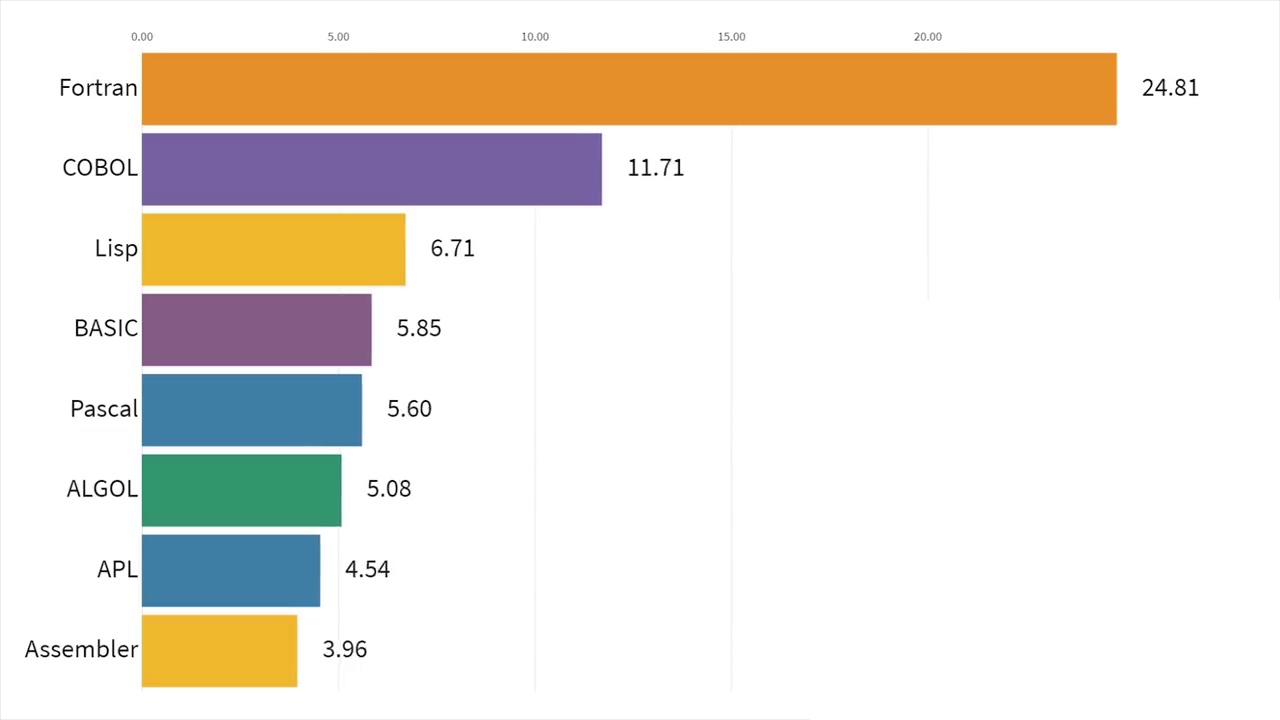 0.00 5.00 10.00 15.00 20.00
Fortran 24.81
COBOL 11.71
Lisp 6.71
BASIC 5.85
Pascal 5.60
ALGOL 5.08
APL 4.54
Assembler 3.96